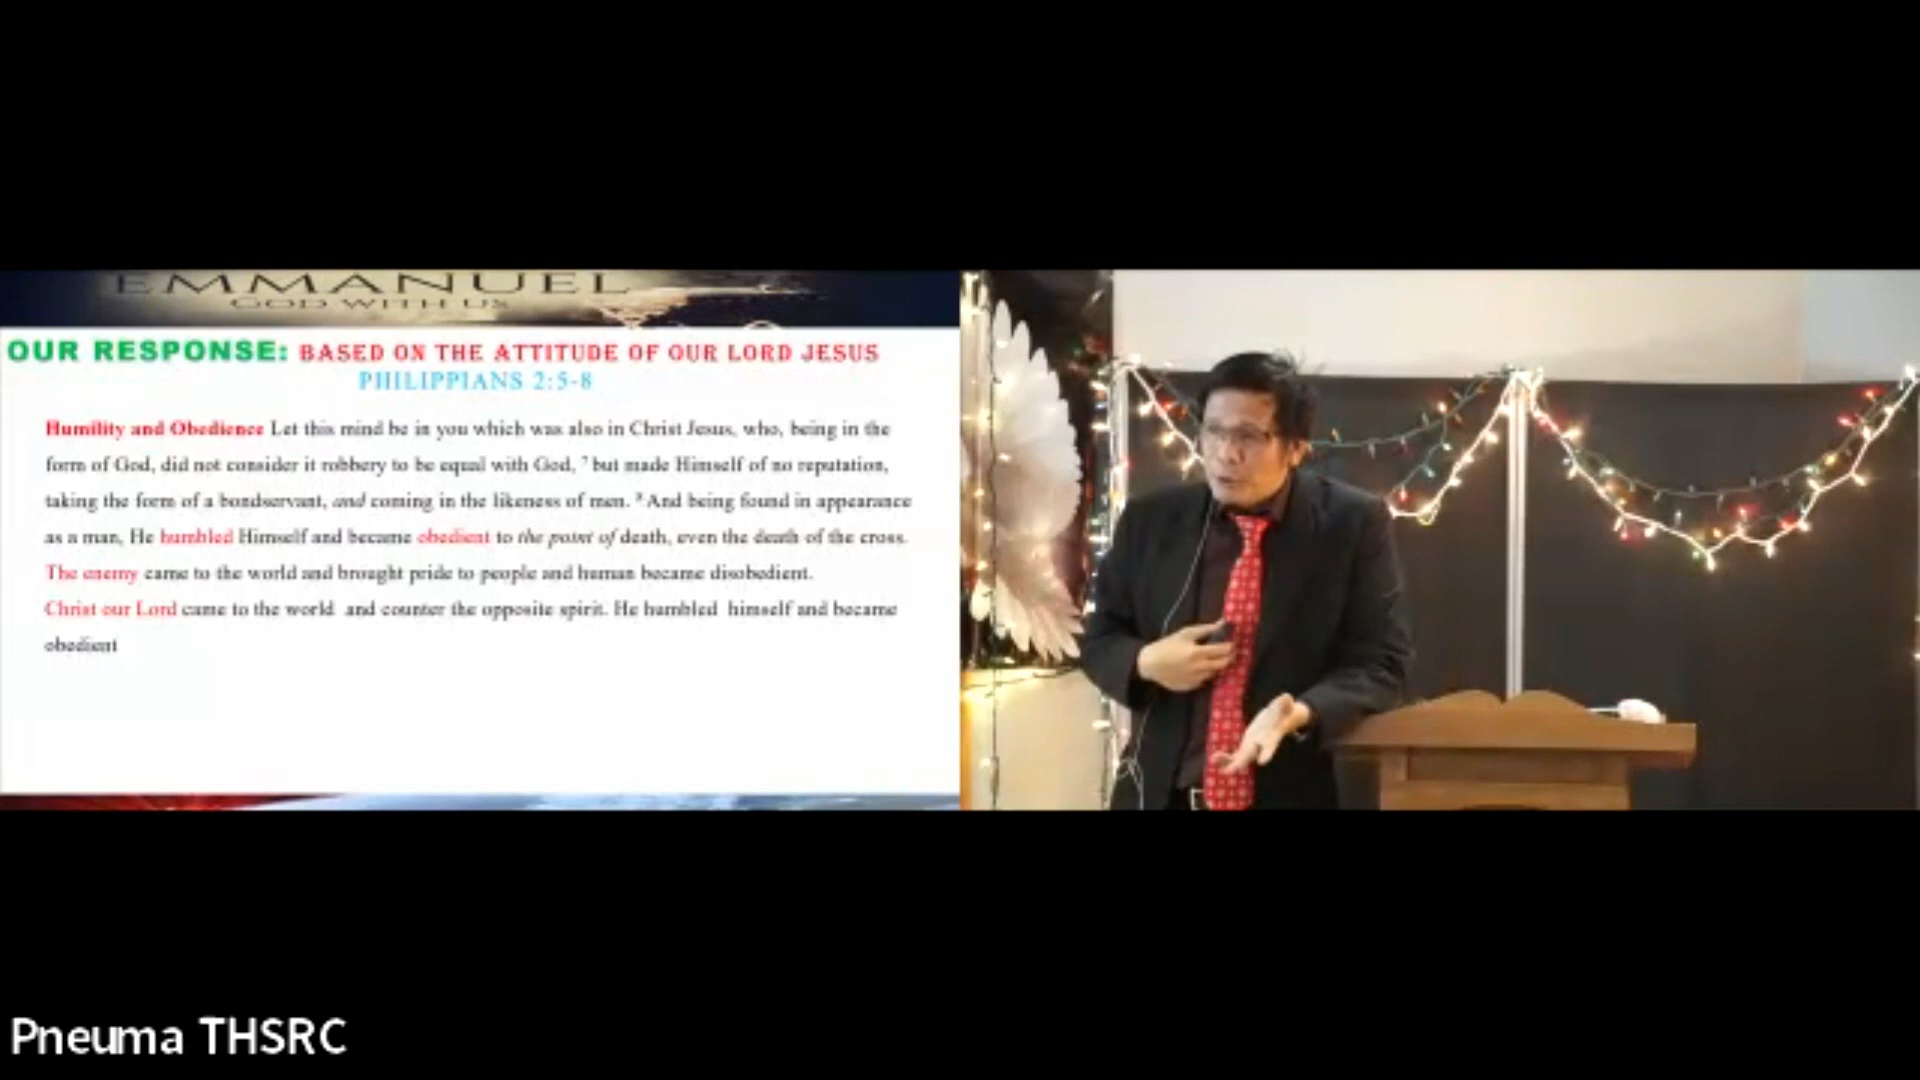 EMMANUEL
GOD WITH US
OUR RESPONSE: BASED ON THE ATTITUDE OF OUR LORD JESUS
PHILIPPIANS 2:5-8
Humility and Obedience Let this mind be in you which was also in Christ Jesus, who, being in the
form of God, did not consider it robbery to be equal with God, ⁷ but made Himself of no reputation,
taking the form of a bondservant, and coming in the likeness of men. ⁸ And being found in appearance
as a man, He humbled Himself and became obedient to the point of death, even the death of the cross.
The enemy came to the world and brought pride to people and human became disobedient.
Christ our Lord came to the world and counter the opposite spirit. He humbled himself and became
obedient
Pneuma THSRC